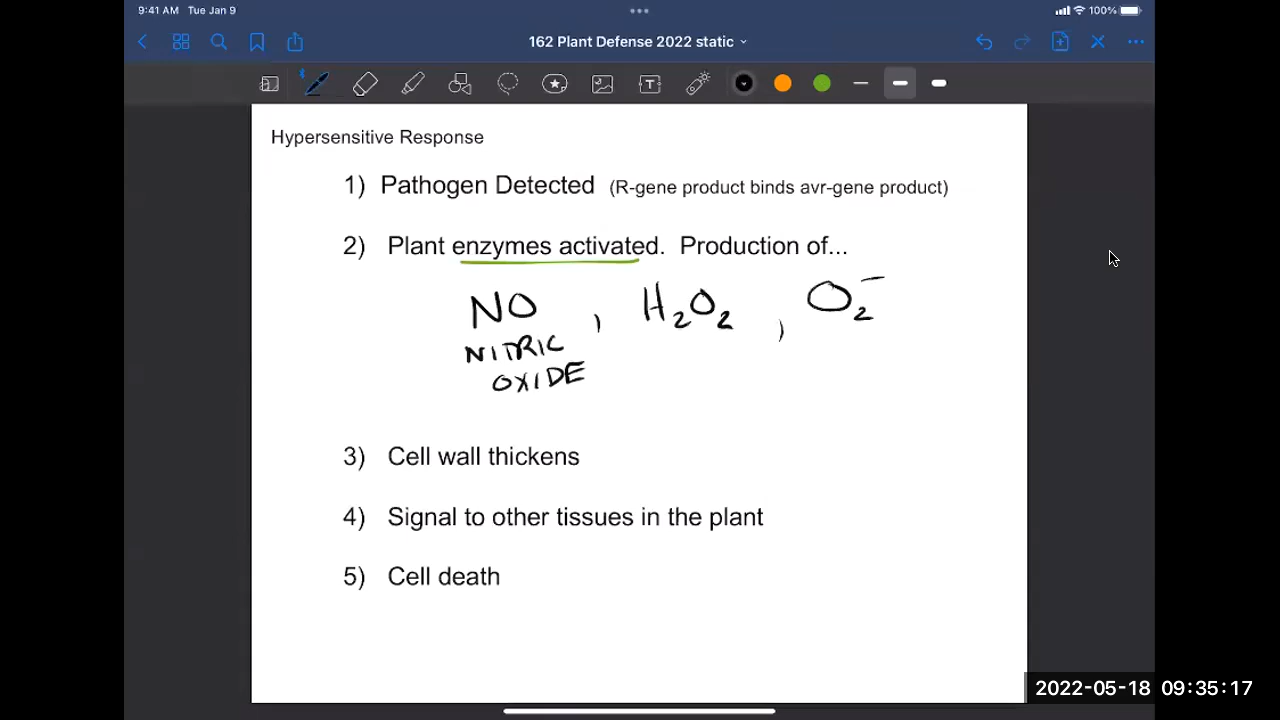 9:41 AM Tue Jan 9
100%
162 Plant Defense 2022 static
T
Hypersensitive Response
1) Pathogen Detected (R-gene product binds avr-gene product)
2) Plant enzymes activated. Production of...
NO , H₂O₂ , O₂⁻
NITRIC
OXIDE
3) Cell wall thickens
4) Signal to other tissues in the plant
5) Cell death
2022-05-18 09:35:17